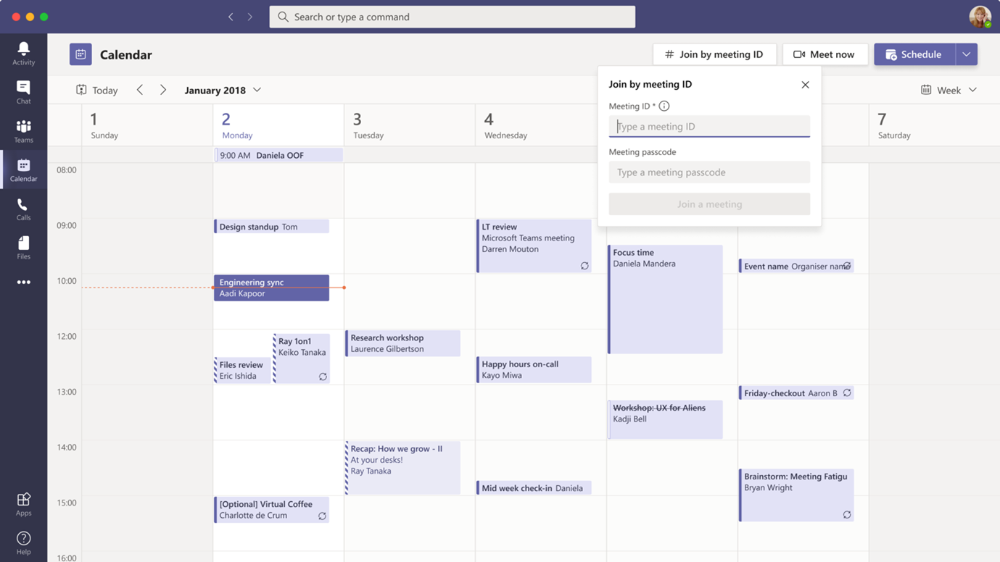 Search or type a command
Activity
Chat
Teams
Calendar
Calls
Files
Apps
Help
Calendar
Join by meeting ID
Meet now
Schedule
Today
January 2018
Week
Join by meeting ID
Meeting ID *
Type a meeting ID
Meeting passcode
Type a meeting passcode
Join a meeting
1
Sunday
2
Monday
3
Tuesday
4
Wednesday
7
Saturday
9:00 AM Daniela OOF
08:00
09:00
10:00
12:00
13:00
14:00
15:00
16:00
Design standup Tom
Engineering sync
Aadi Kapoor
Ray 1on1
Keiko Tanaka
Files review
Eric Ishida
[Optional] Virtual Coffee
Charlotte de Crum
Research workshop
Laurence Gilbertson
Recap: How we grow - II
At your desks!
Ray Tanaka
LT review
Microsoft Teams meeting
Darren Mouton
Happy hours on-call
Kayo Miwa
Mid week check-in Daniela
Focus time
Daniela Mandera
Workshop: UX for Aliens
Kadji Bell
Event name Organiser name
Friday-checkout Aaron B
Brainstorm: Meeting Fatigu
Bryan Wright